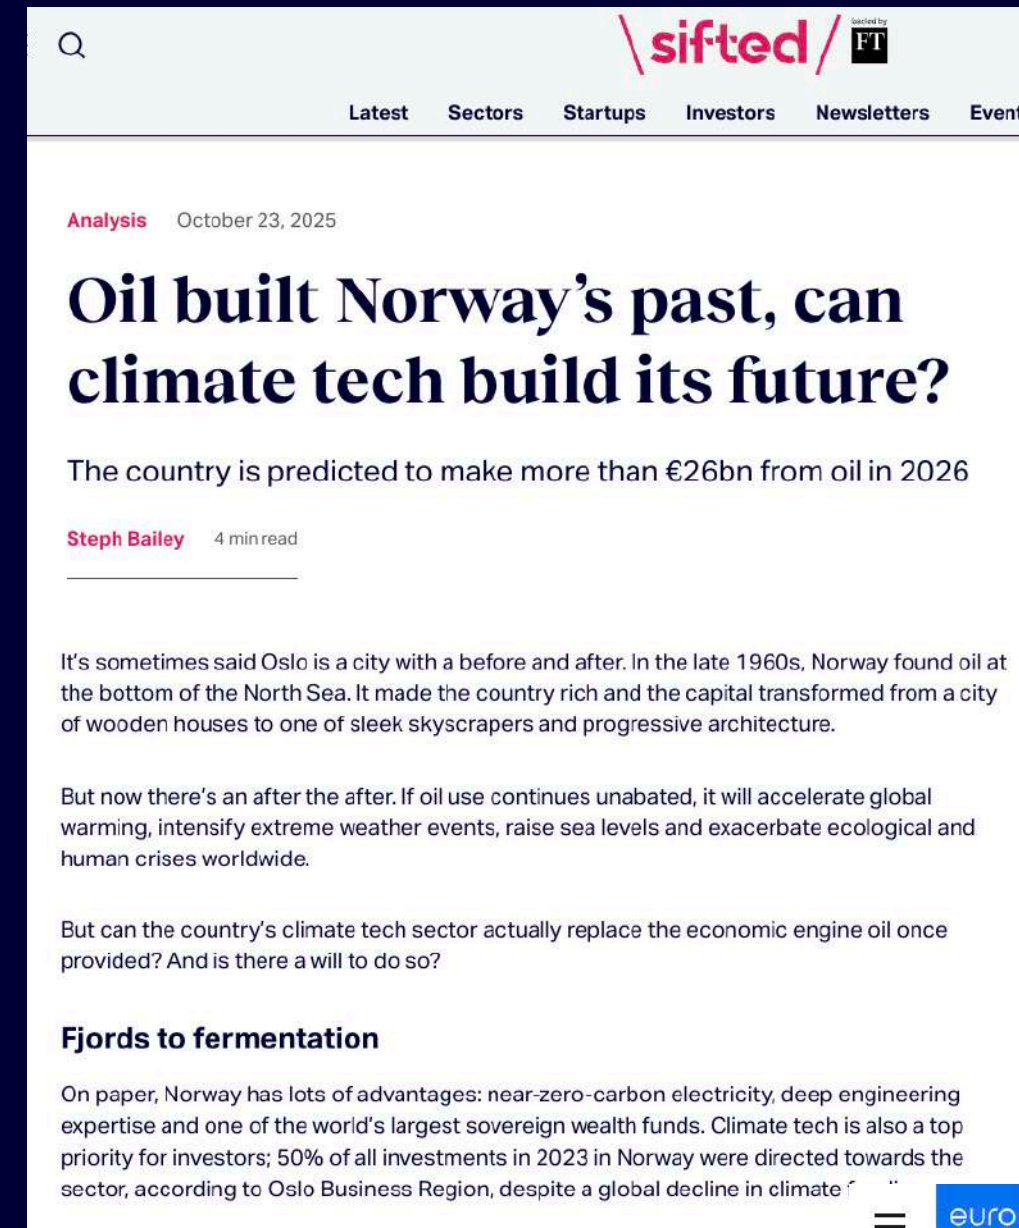 \sifted/ backed by FT
Latest Sectors Startups Investors Newsletters Event
Analysis October 23, 2025
Oil built Norway’s past, can
climate tech build its future?
The country is predicted to make more than €26bn from oil in 2026
Steph Bailey 4 min read
It’s sometimes said Oslo is a city with a before and after. In the late 1960s, Norway found oil at
the bottom of the North Sea. It made the country rich and the capital transformed from a city
of wooden houses to one of sleek skyscrapers and progressive architecture.
But now there’s an after the after. If oil use continues unabated, it will accelerate global
warming, intensify extreme weather events, raise sea levels and exacerbate ecological and
human crises worldwide.
But can the country’s climate tech sector actually replace the economic engine oil once
provided? And is there a will to do so?
Fjords to fermentation
On paper, Norway has lots of advantages: near-zero-carbon electricity, deep engineering
expertise and one of the world’s largest sovereign wealth funds. Climate tech is also a top
priority for investors; 50% of all investments in 2023 in Norway were directed towards the
sector, according to Oslo Business Region, despite a global decline in climate
euro